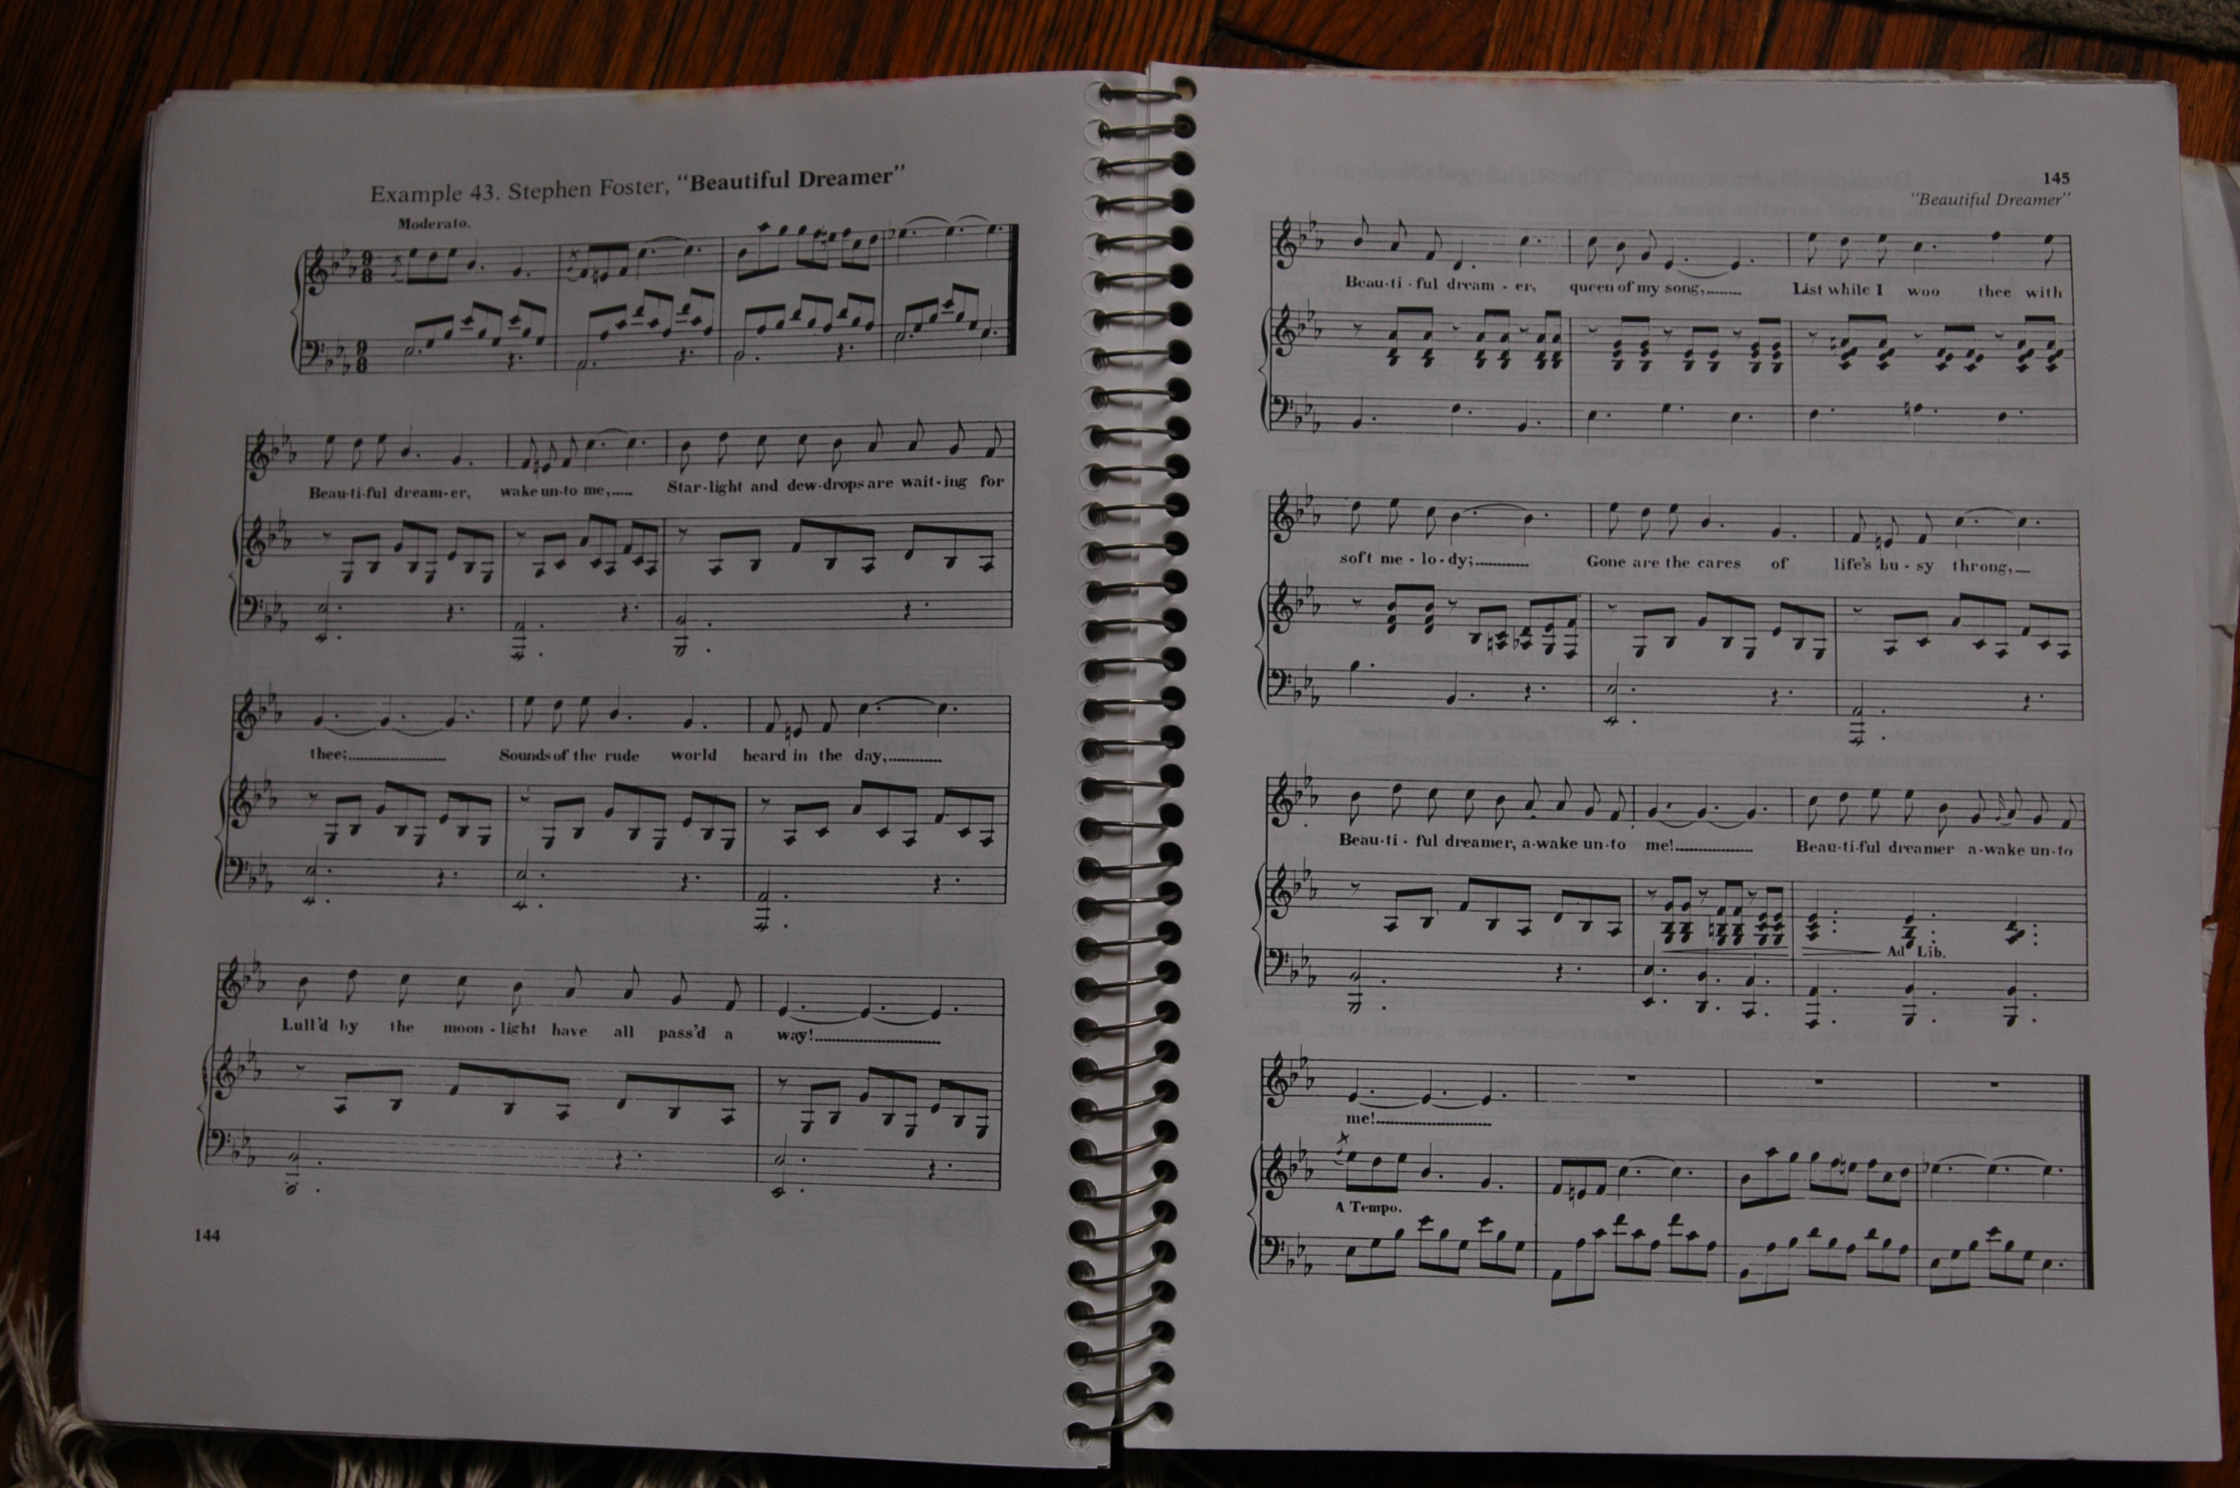 Example 43. Stephen Foster, "Beautiful Dreamer"
Moderato.
9 8
9 8
Beau-ti-ful dream-er, wake un-to me,
Star-light and dew-drops are wait-ing for
thee;
Sounds of the rude world heard in the day,
Lull'd by the moon-light have all pass'd a way!
144
145
"Beautiful Dreamer"
Beau-ti-ful dream-er, queen of my song,
List while I woo thee with
soft me-lo-dy;
Gone are the cares of life's bu-sy throng,
Beau-ti-ful dreamer, a-wake un-to me!
Beau-ti-ful dreamer a-wake un-to
Ad Lib.
me!
A Tempo.